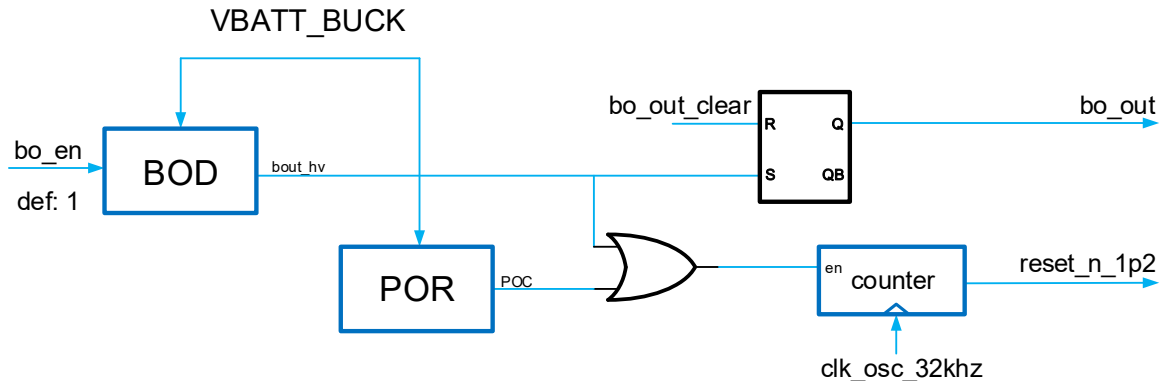 VBATT_BUCK
bo_en
def: 1
BOD
bout_hv
bo_out_clear
R
Q
S
QB
bo_out
POR
POC
en
counter
reset_n_1p2
clk_osc_32khz